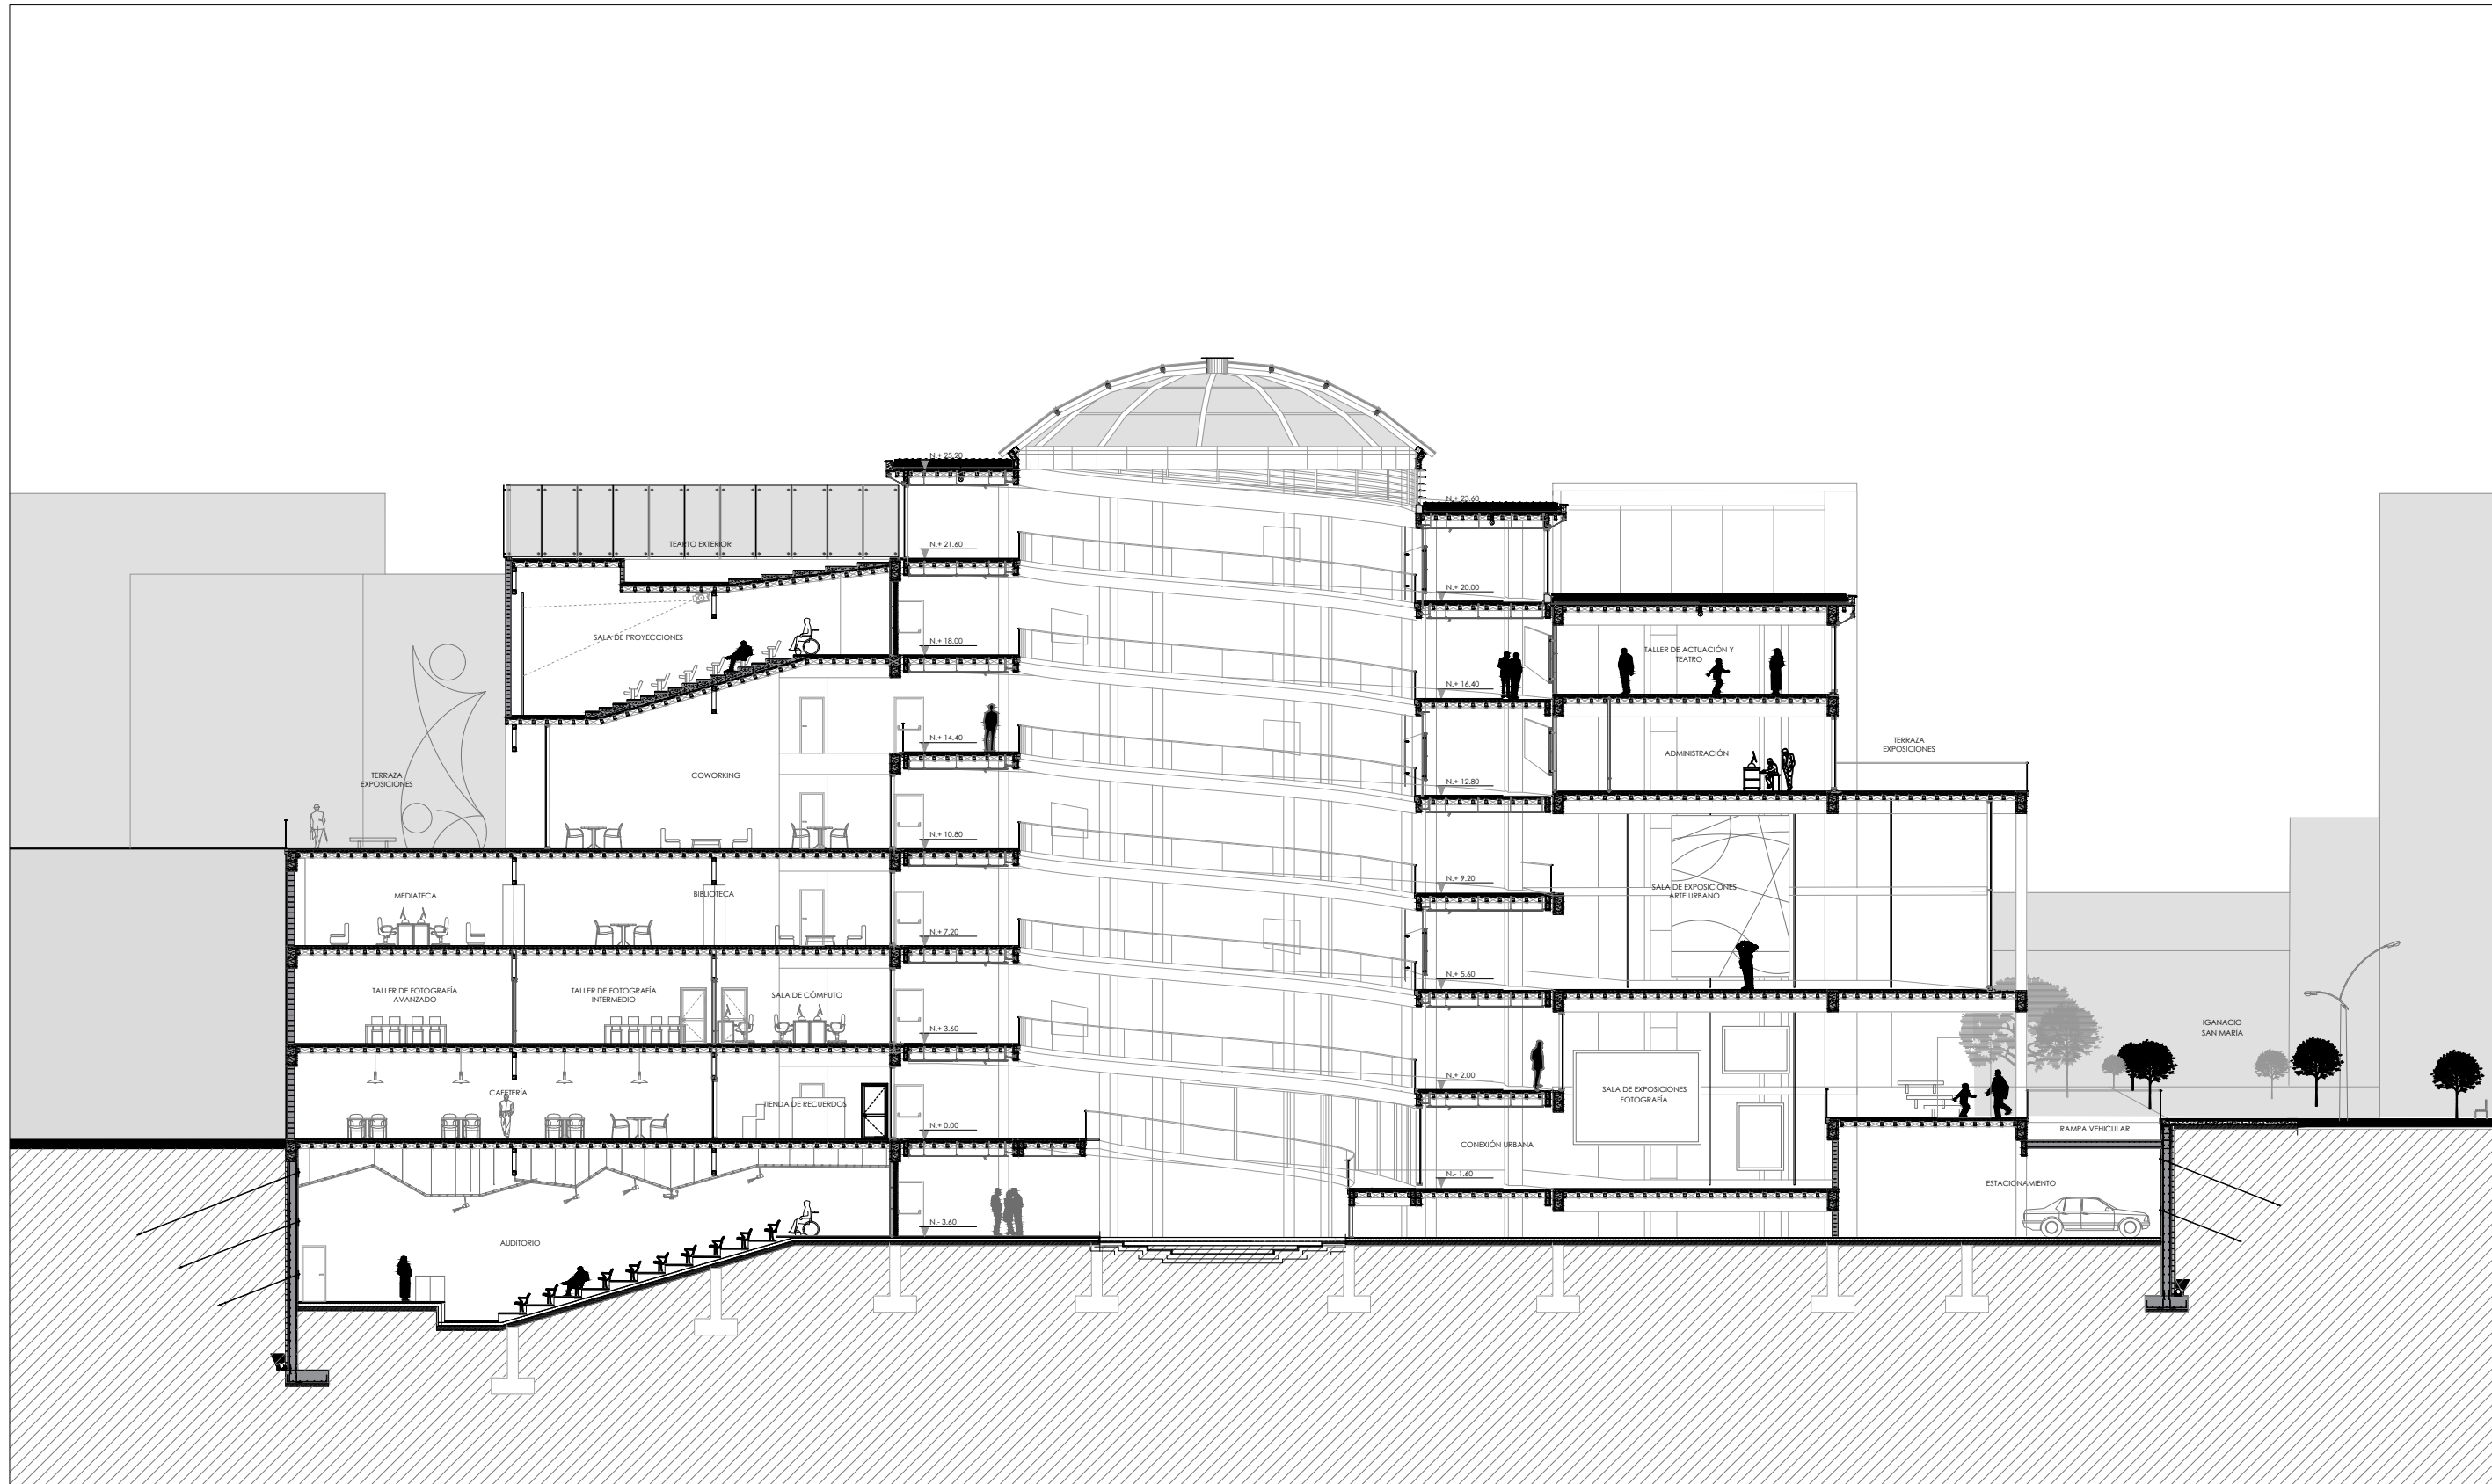 N.+ 25.20
N.+ 23.60
TEARTO EXTERIOR
N.+ 21.60
N.+ 20.00
SALA DE PROYECCIONES
N.+ 18.00
TALLER DE ACTUACIÓN Y
TEATRO
N.+ 16.40
N.+ 14.40
ADMINISTRACIÓN
TERRAZA
EXPOSICIONES
TERRAZA
EXPOSICIONES
COWORKING
N.+ 12.80
N.+ 10.80
MEDIATECA
BIBLIOTECA
N.+ 9.20
SALA DE EXPOSICIONES
ARTE URBANO
N.+ 7.20
N.+ 5.60
TALLER DE FOTOGRAFÍA
AVANZADO
TALLER DE FOTOGRAFÍA
INTERMEDIO
SALA DE CÓMPUTO
N.+ 3.60
IGANACIO
SAN MARÍA
N.+ 2.00
CAFETERÍA
TIENDA DE RECUERDOS
SALA DE EXPOSICIONES
FOTOGRAFÍA
N.+ 0.00
CONEXIÓN URBANA
RAMPA VEHICULAR
N.- 1.60
ESTACIONAMIENTO
N.- 3.60
AUDITORIO